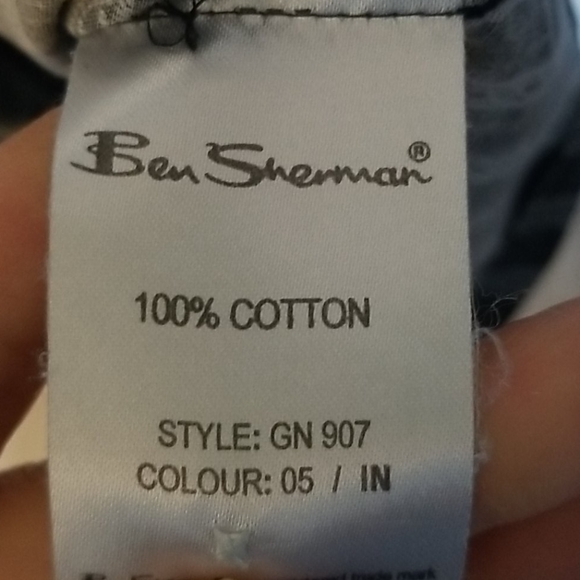 Ben Sherman®
100% COTTON
STYLE: GN 907
COLOUR: 05 / IN